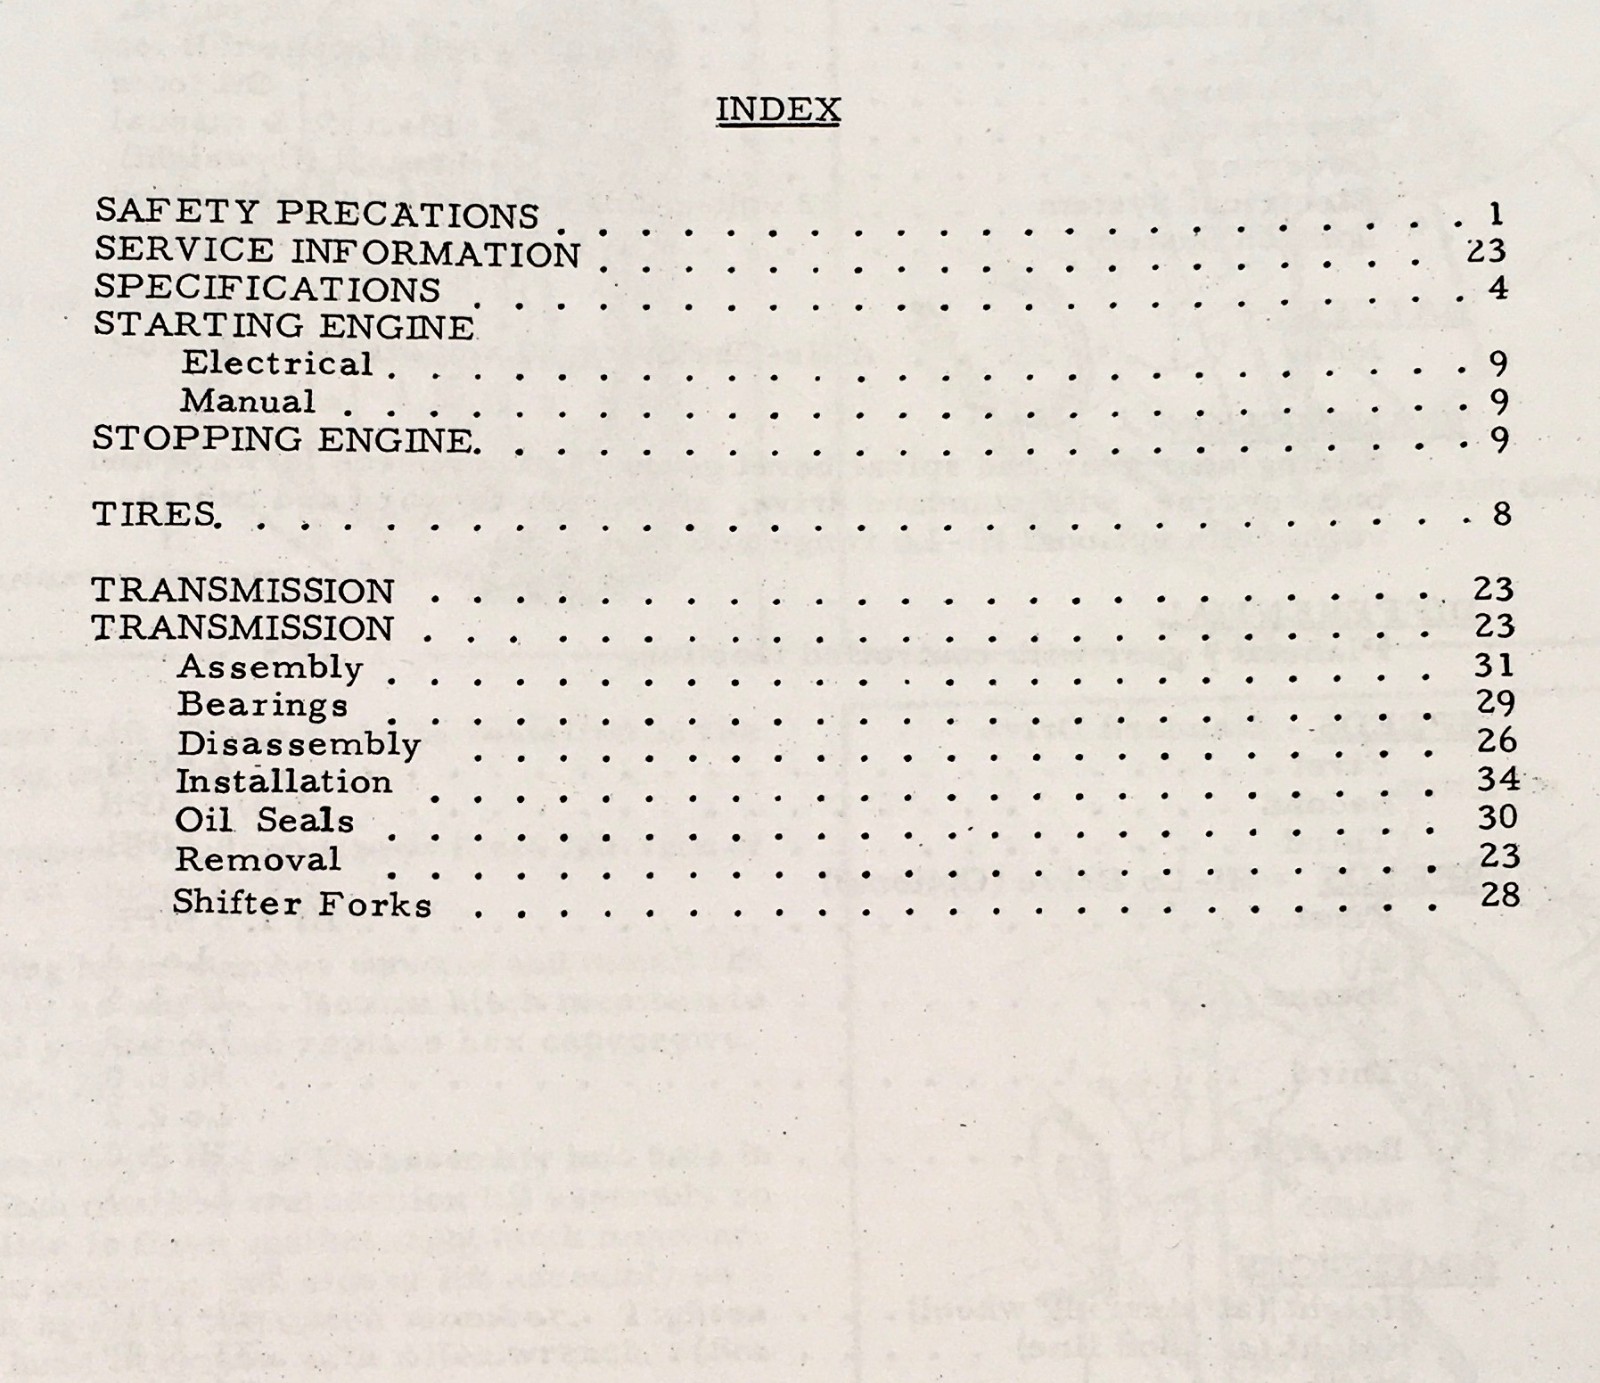 INDEX
SAFETY PRECATIONS . . . . . . . . . . . . . . . . . . . . . . 1
SERVICE INFORMATION . . . . . . . . . . . . . . . . . . . . 23
SPECIFICATIONS . . . . . . . . . . . . . . . . . . . . . . . . 4
STARTING ENGINE
Electrical . . . . . . . . . . . . . . . . . . . . . . . . . . 9
Manual . . . . . . . . . . . . . . . . . . . . . . . . . . . 9
STOPPING ENGINE. . . . . . . . . . . . . . . . . . . . . . . . 9
TIRES. . . . . . . . . . . . . . . . . . . . . . . . . . . . . . 8
TRANSMISSION . . . . . . . . . . . . . . . . . . . . . . . . 23
TRANSMISSION . . . . . . . . . . . . . . . . . . . . . . . . 23
Assembly . . . . . . . . . . . . . . . . . . . . . . . . . 31
Bearings . . . . . . . . . . . . . . . . . . . . . . . . . 29
Disassembly . . . . . . . . . . . . . . . . . . . . . . . 26
Installation . . . . . . . . . . . . . . . . . . . . . . . . 34
Oil Seals . . . . . . . . . . . . . . . . . . . . . . . . . 30
Removal . . . . . . . . . . . . . . . . . . . . . . . . . 23
Shifter Forks . . . . . . . . . . . . . . . . . . . . . . . 28